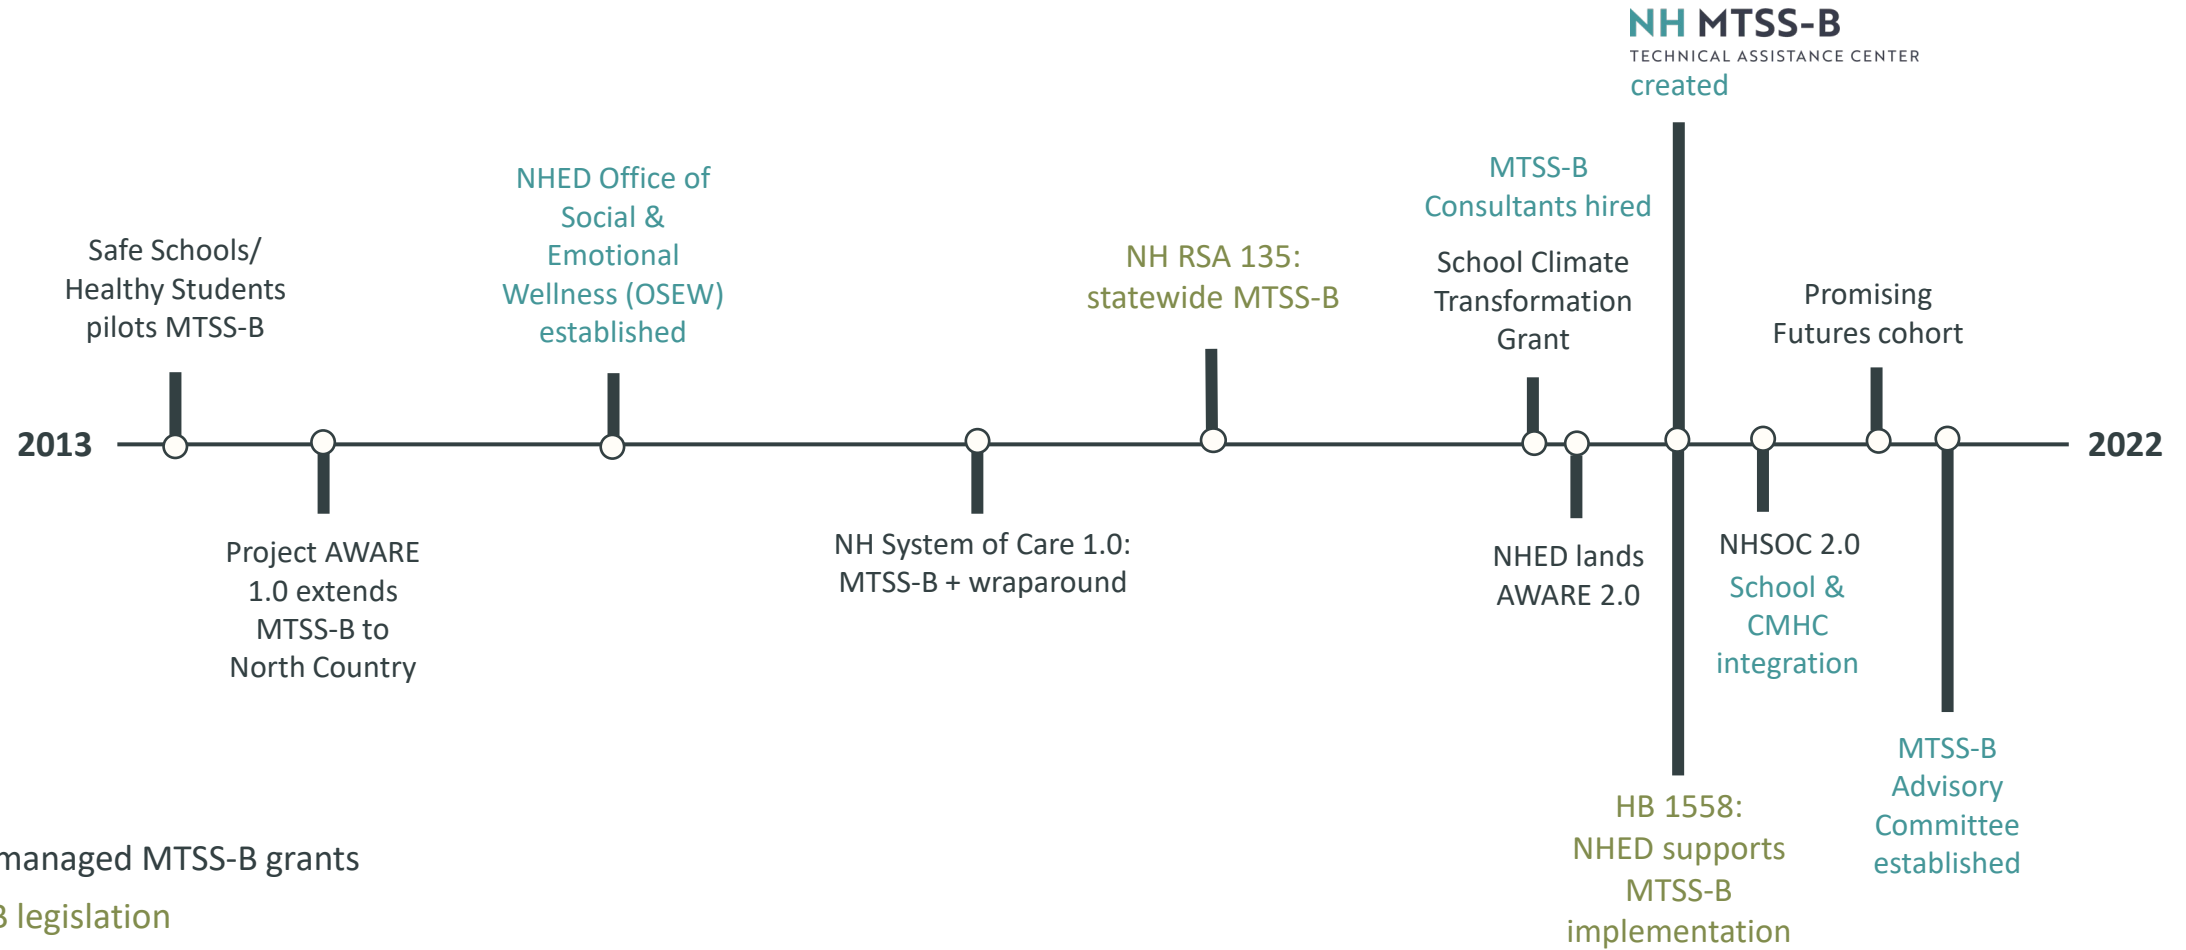 NH MTSS-B
TECHNICAL ASSISTANCE CENTER
created
MTSS-B
Consultants hired
School Climate
Transformation
Grant
NHED Office of
Social &
Emotional
Wellness (OSEW)
established
Safe Schools/
Healthy Students
pilots MTSS-B
NH RSA 135:
statewide MTSS-B
Promising
Futures cohort
2013
2022
Project AWARE
1.0 extends
MTSS-B to
North Country
NH System of Care 1.0:
MTSS-B + wraparound
NHED lands
AWARE 2.0
NHSOC 2.0
School &
CMHC
integration
MTSS-B
Advisory
Committee
established
HB 1558:
NHED supports
MTSS-B
implementation
managed MTSS-B grants
legislation